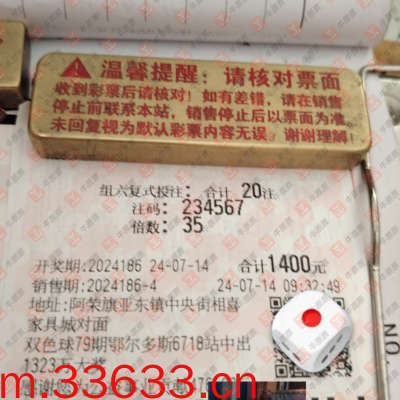 温馨提醒：请核对票面
收到彩票后请核对！如有差错，请在销售
停止前联系本站，销售停止后以票面为准。
未回复视为默认彩票内容无误，谢谢理解！
组六复式投注：合计 20注
注码：234567
倍数：35
开奖期：2024186 24-07-14 合计1400元
销售期：2024186-4 24-07-14 09:32:49
地址：阿荣旗亚东镇中央街相喜
家具城对面
双色球79期鄂尔多斯6718站中出
1323万大奖
m.33633.com
NO.